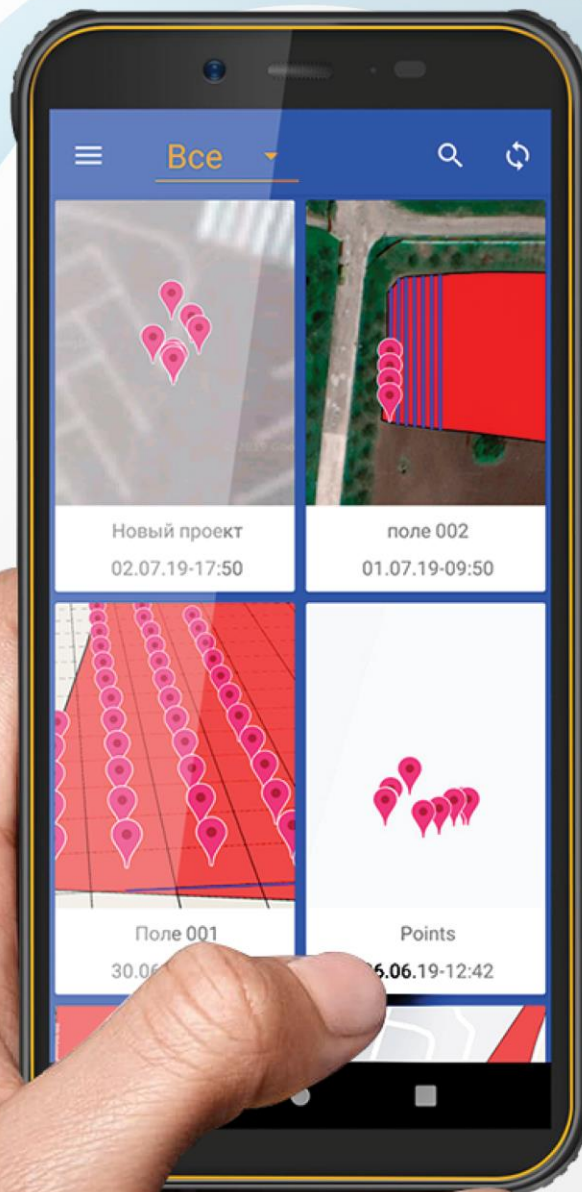 Все
Новый проект
02.07.19-17:50
поле 002
01.07.19-09:50
Поле 001
30.06
Points
6.06.19-12:42